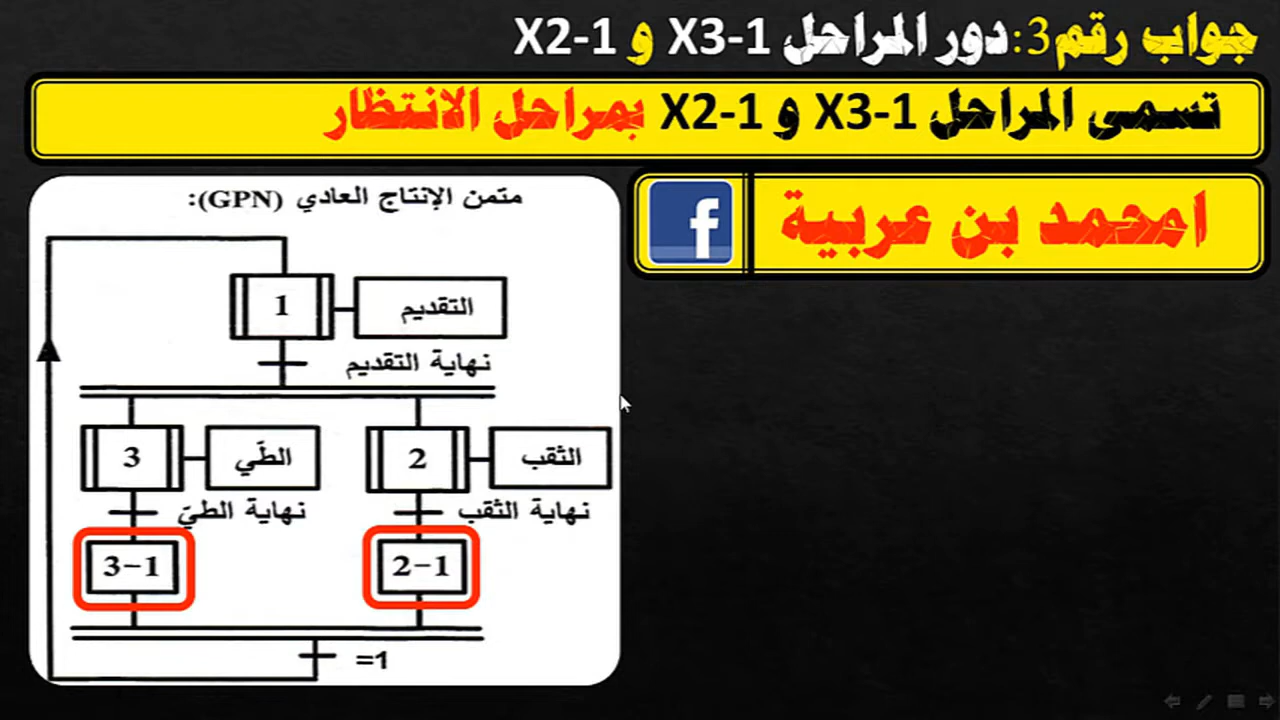 جواب رقم3:دور المراحل X3-1 و X2-1
تسمى المراحل X3-1 و X2-1 بمراحل الانتظار
امحمد بن عربية
f
متمن الإنتاج العادي (GPN):
1
التقديم
نهاية التقديم
2
الثقب
3
الطّي
نهاية الثقب
نهاية الطيّ
2-1
3-1
=1